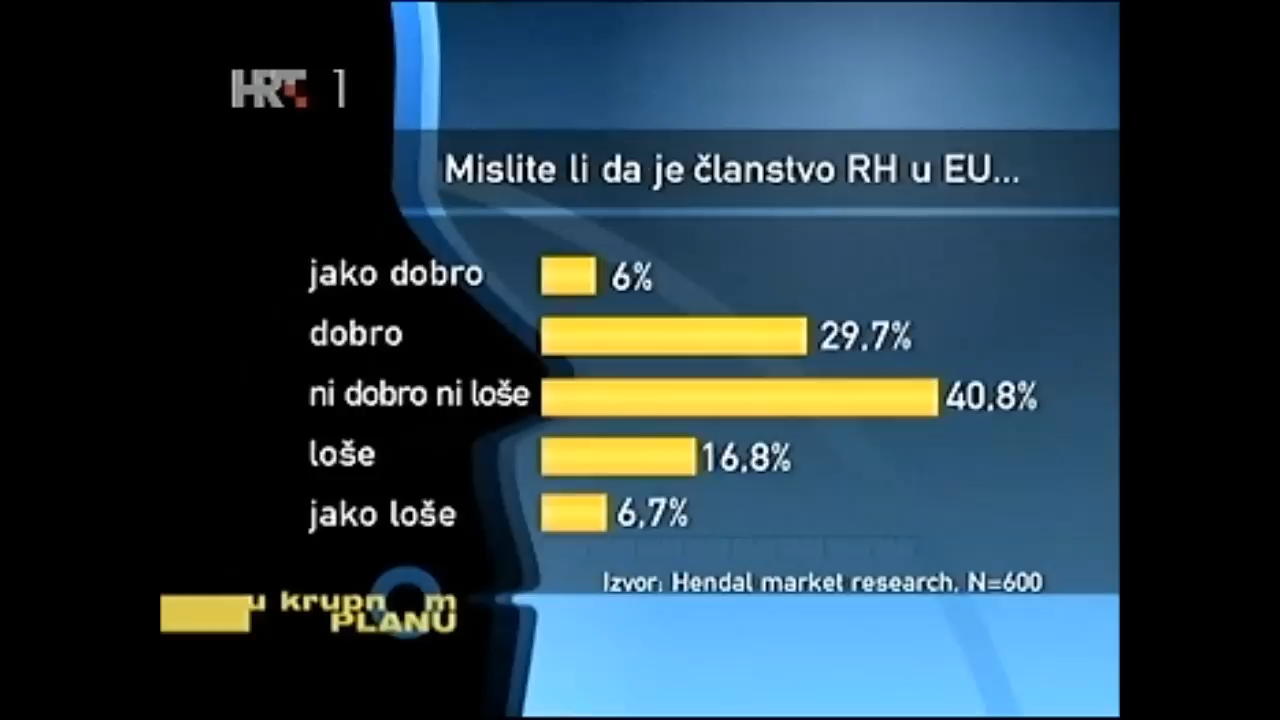 HRT 1
Mislite li da je članstvo RH u EU...
jako dobro 6%
dobro 29,7%
ni dobro ni loše 40,8%
loše 16,8%
jako loše 6,7%
Izvor: Hendal market research, N=600
u krupnom
PLANU